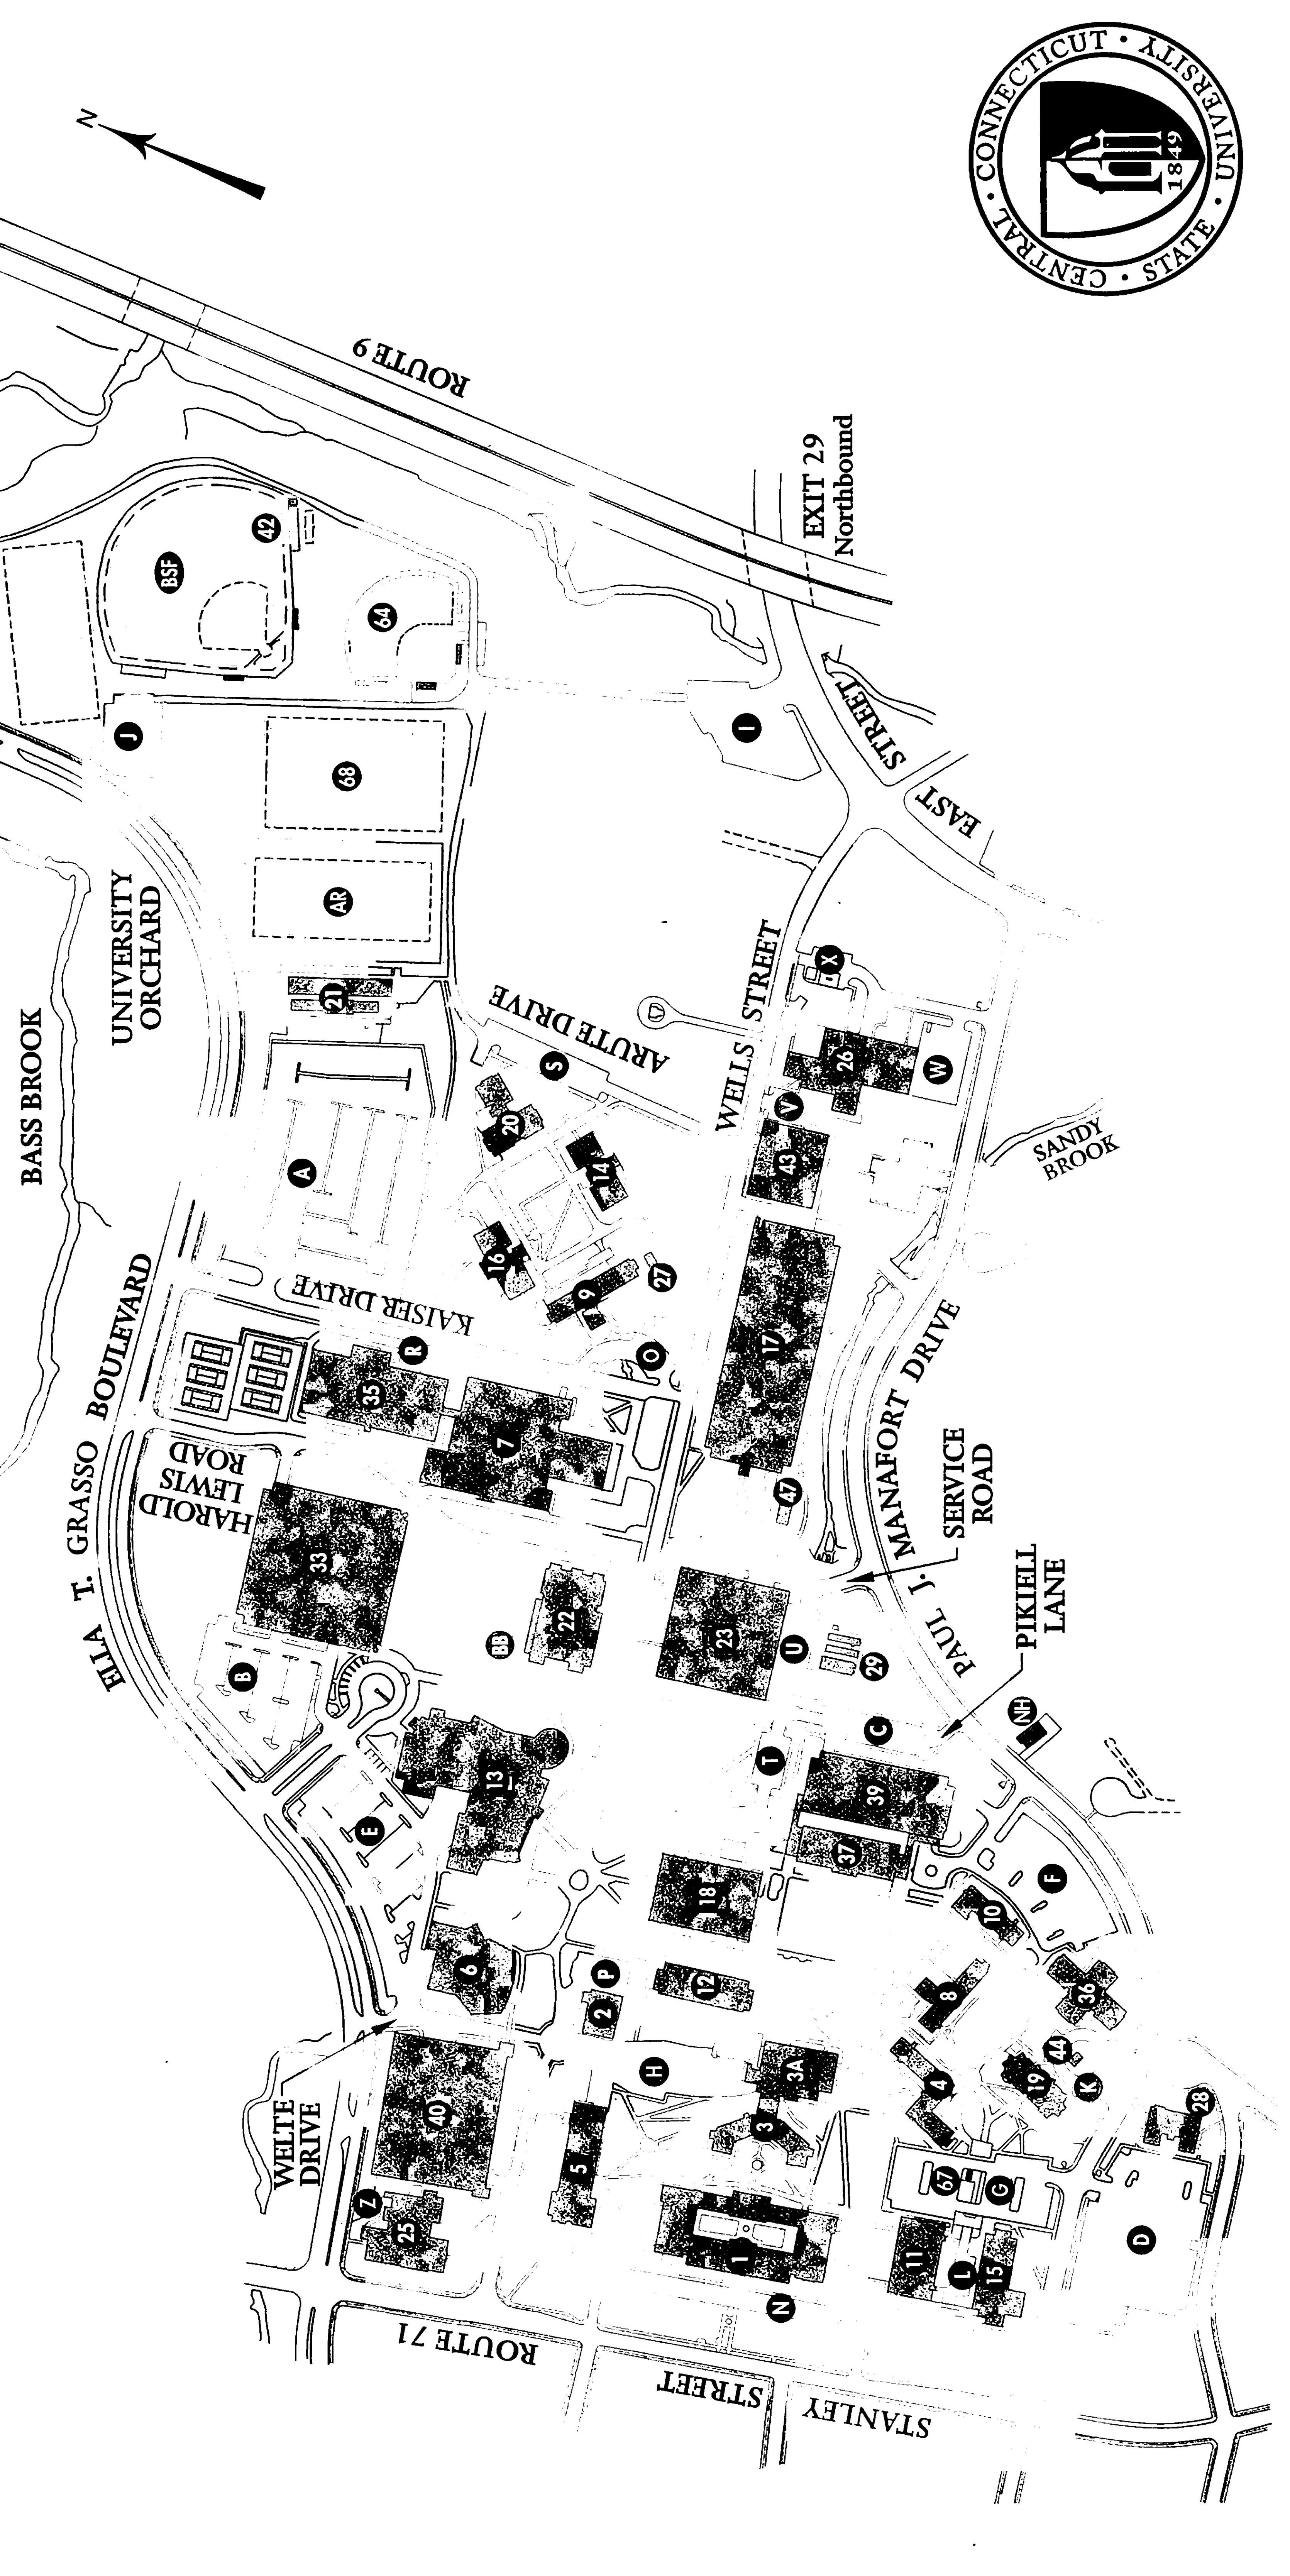 CENTRAL • CONNECTICUT • STATE • UNIVERSITY •
1849
N
ROUTE 9
EXIT 29
Northbound
42
BSF
64
J
I
68
STREET
EAST
UNIVERSITY
ORCHARD
AR
BASS BROOK
21
WELLS STREET
X
ARUTE DRIVE
S
26
W
V
20
43
14
A
SANDY
BROOK
16
9
27
KAISER DRIVE
O
17
R
35
7
47
ELLA T. GRASSO BOULEVARD
HAROLD
LEWIS
ROAD
PAUL J. MANAFORT DRIVE
SERVICE
ROAD
33
22
23
BB
U
29
B
PIKIELL
LANE
NH
C
T
13
39
E
37
F
18
10
6
P
12
2
8
36
WELTE
DRIVE
H
3A
4
44
19
K
40
3
28
5
67
G
Z
25
1
11
L
15
D
N
ROUTE 71
STANLEY
STREET